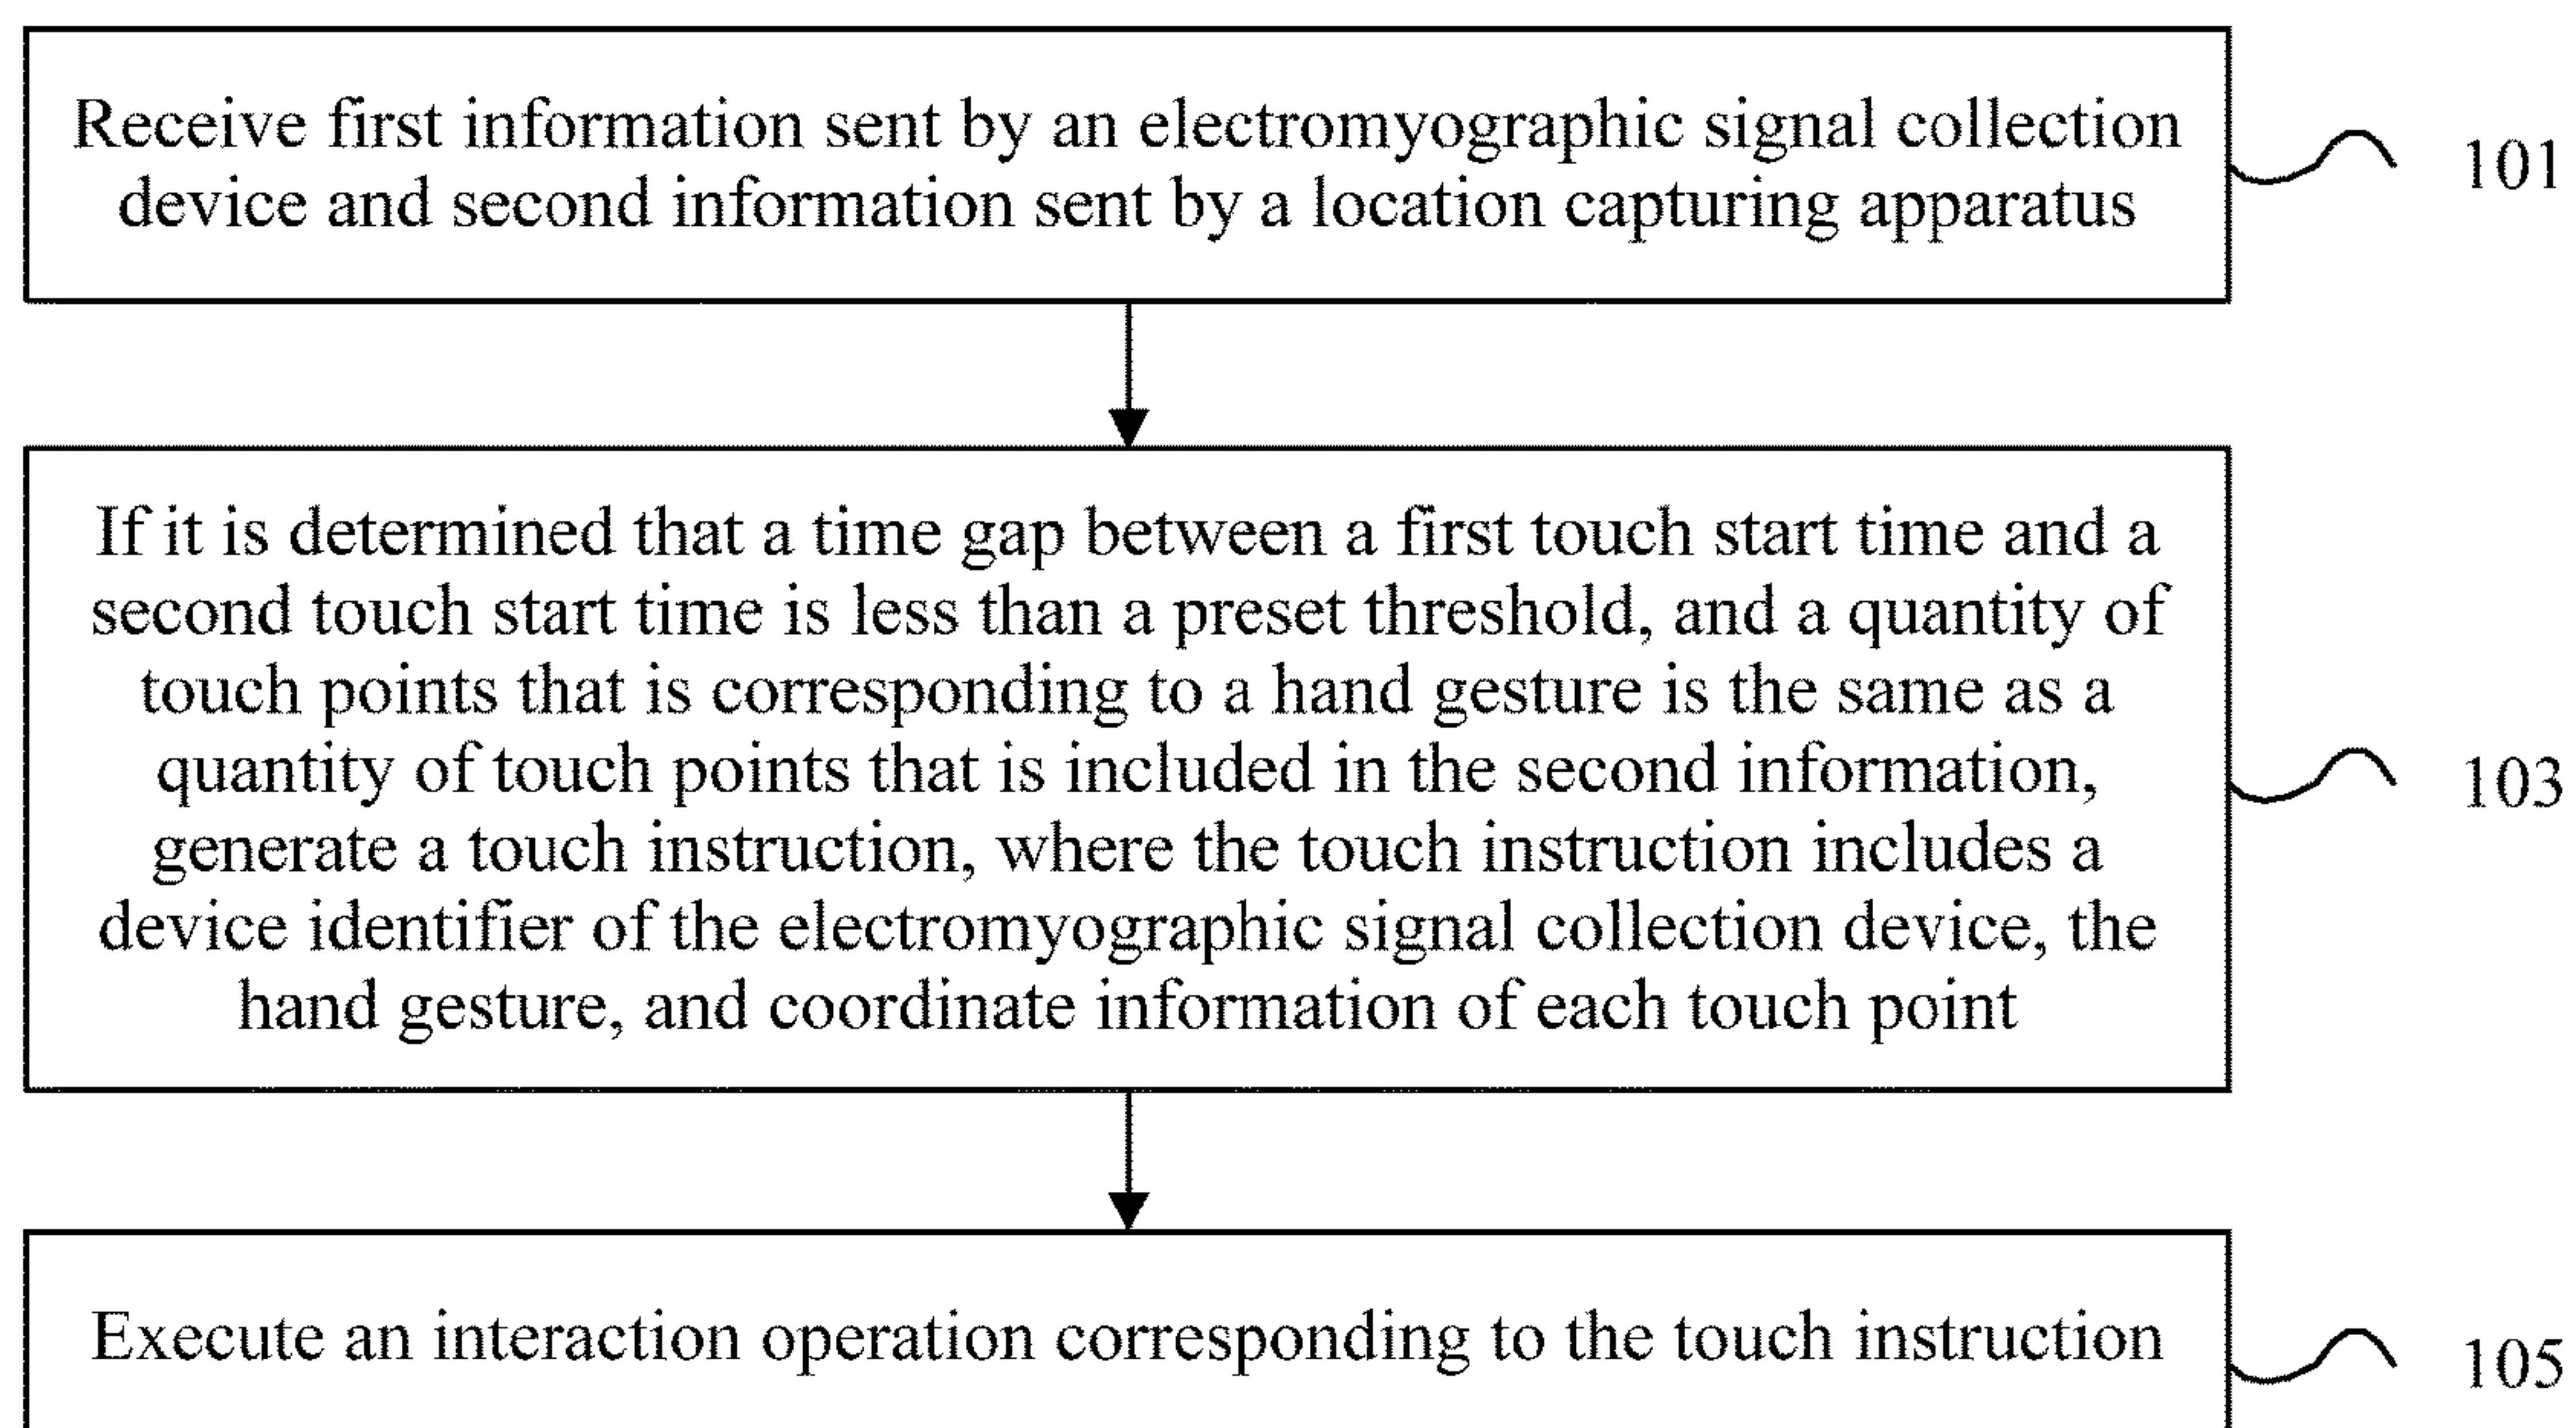 Receive first information sent by an electromyographic signal collection
device and second information sent by a location capturing apparatus
101
If it is determined that a time gap between a first touch start time and a
second touch start time is less than a preset threshold, and a quantity of
touch points that is corresponding to a hand gesture is the same as a
quantity of touch points that is included in the second information,
generate a touch instruction, where the touch instruction includes a
device identifier of the electromyographic signal collection device, the
hand gesture, and coordinate information of each touch point
103
Execute an interaction operation corresponding to the touch instruction
105